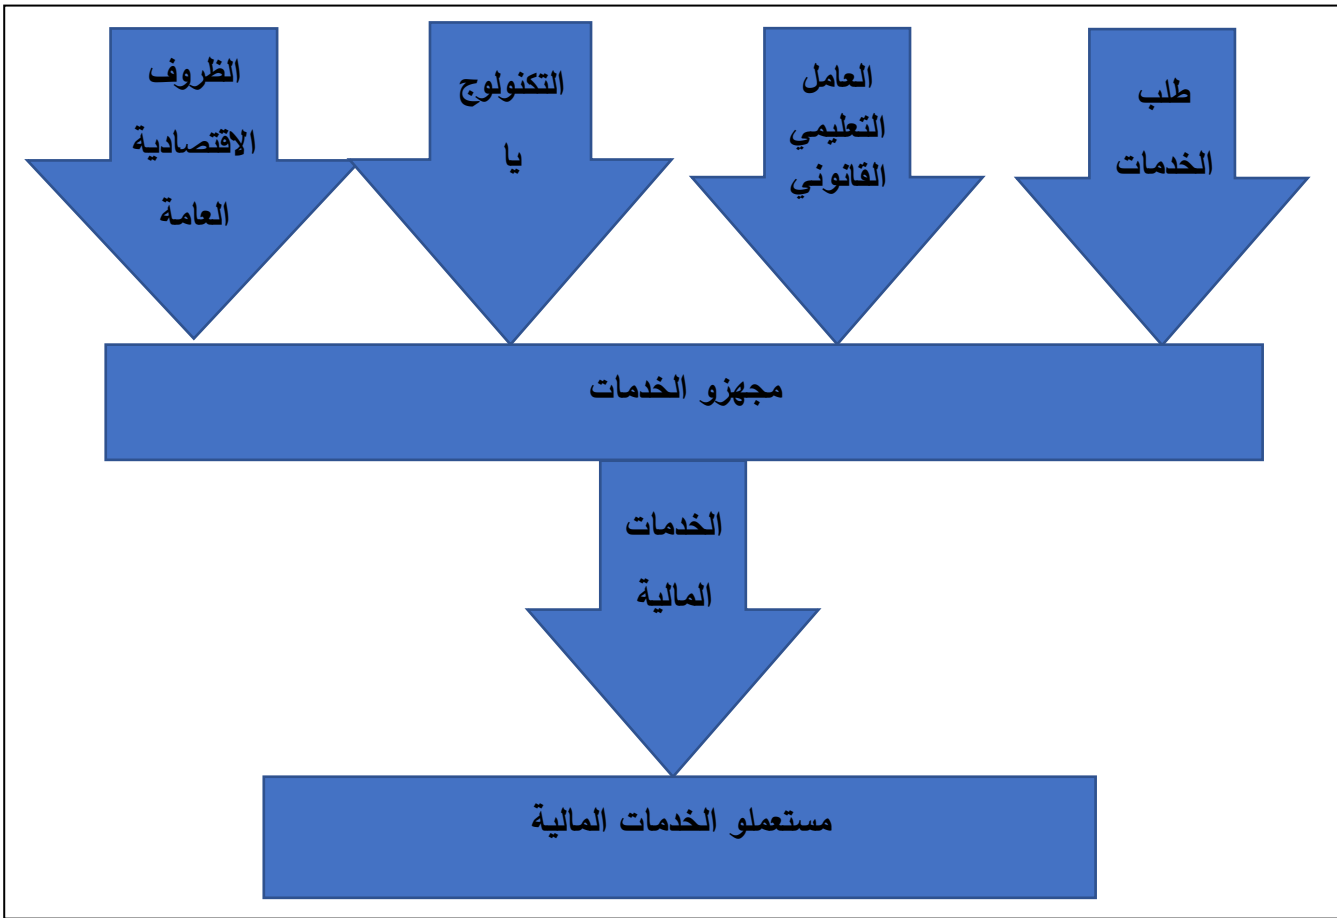 طلب
الخدمات
العامل
التعليمي
القانوني
التكنولوج
يا
الظروف
الاقتصادية
العامة
مجهزو الخدمات
الخدمات
المالية
مستعملو الخدمات المالية